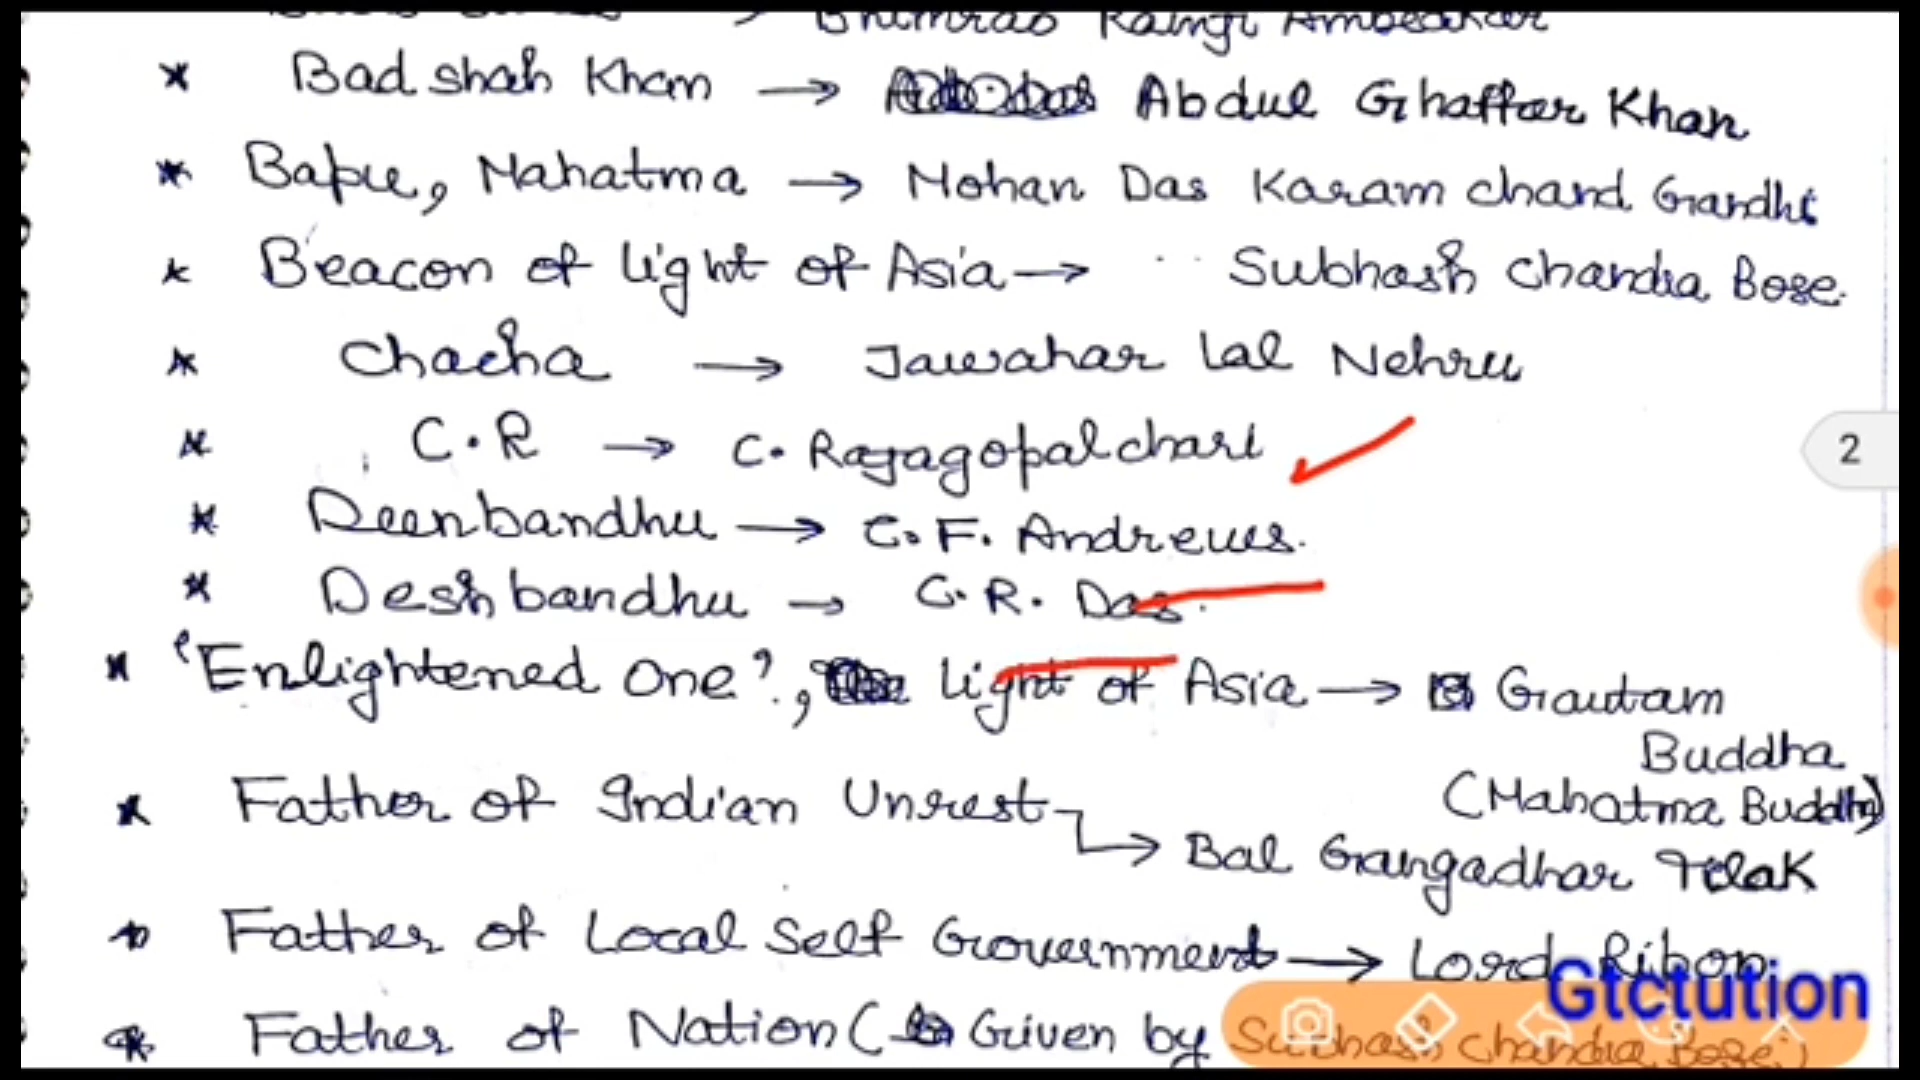 Bhimrao Ramji Ambedkar
* Badshah Khan → Abdul Ghaffar Khan
* Bapu, Mahatma → Mohan Das Karam chand Gandhi
* Beacon of light of Asia → Subhash Chandra Bose.
* Chacha → Jawahar lal Nehru
* C.R → C. Rajagopalchari
* Deenbandhu → C.F. Andrews.
* Deshbandhu → C.R. Das.
* 'Enlightened One', light of Asia → Gautam
Buddha
(Mahatma Buddha)
* Father of Indian Unrest
→ Bal Gangadhar Tilak
* Father of Local Self Government → Lord Ripon
* Father of Nation ( Given by Subhash Chandra Bose)
2
Gtctution